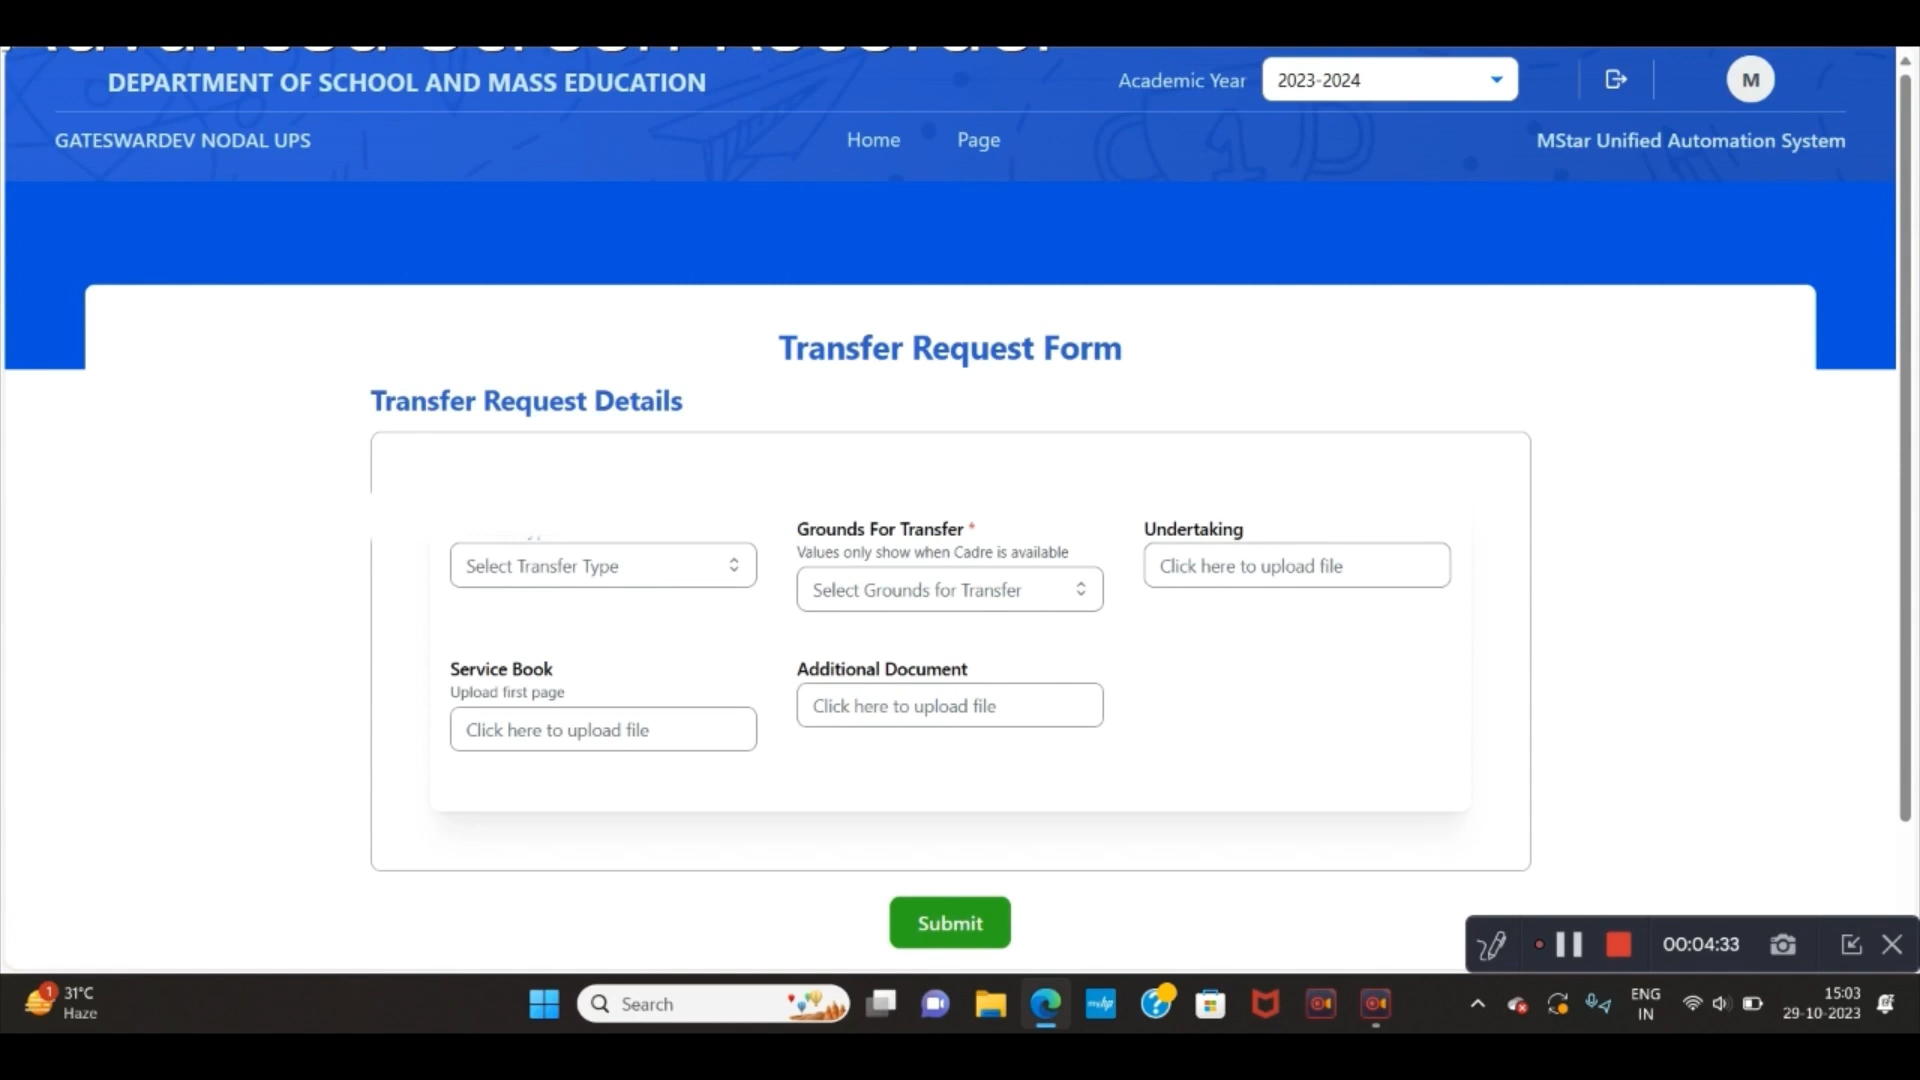 DEPARTMENT OF SCHOOL AND MASS EDUCATION
Academic Year
2023-2024
M
GATESWARDEV NODAL UPS
Home
Page
MStar Unified Automation System
Transfer Request Form
Transfer Request Details
Grounds For Transfer *
Undertaking
Values only show when Cadre is available
Select Transfer Type
Click here to upload file
Select Grounds for Transfer
Service Book
Additional Document
Upload first page
Click here to upload file
Click here to upload file
Submit
00:04:33
1
31°C
Haze
Search
myhp
ENG
IN
15:03
29-10-2023